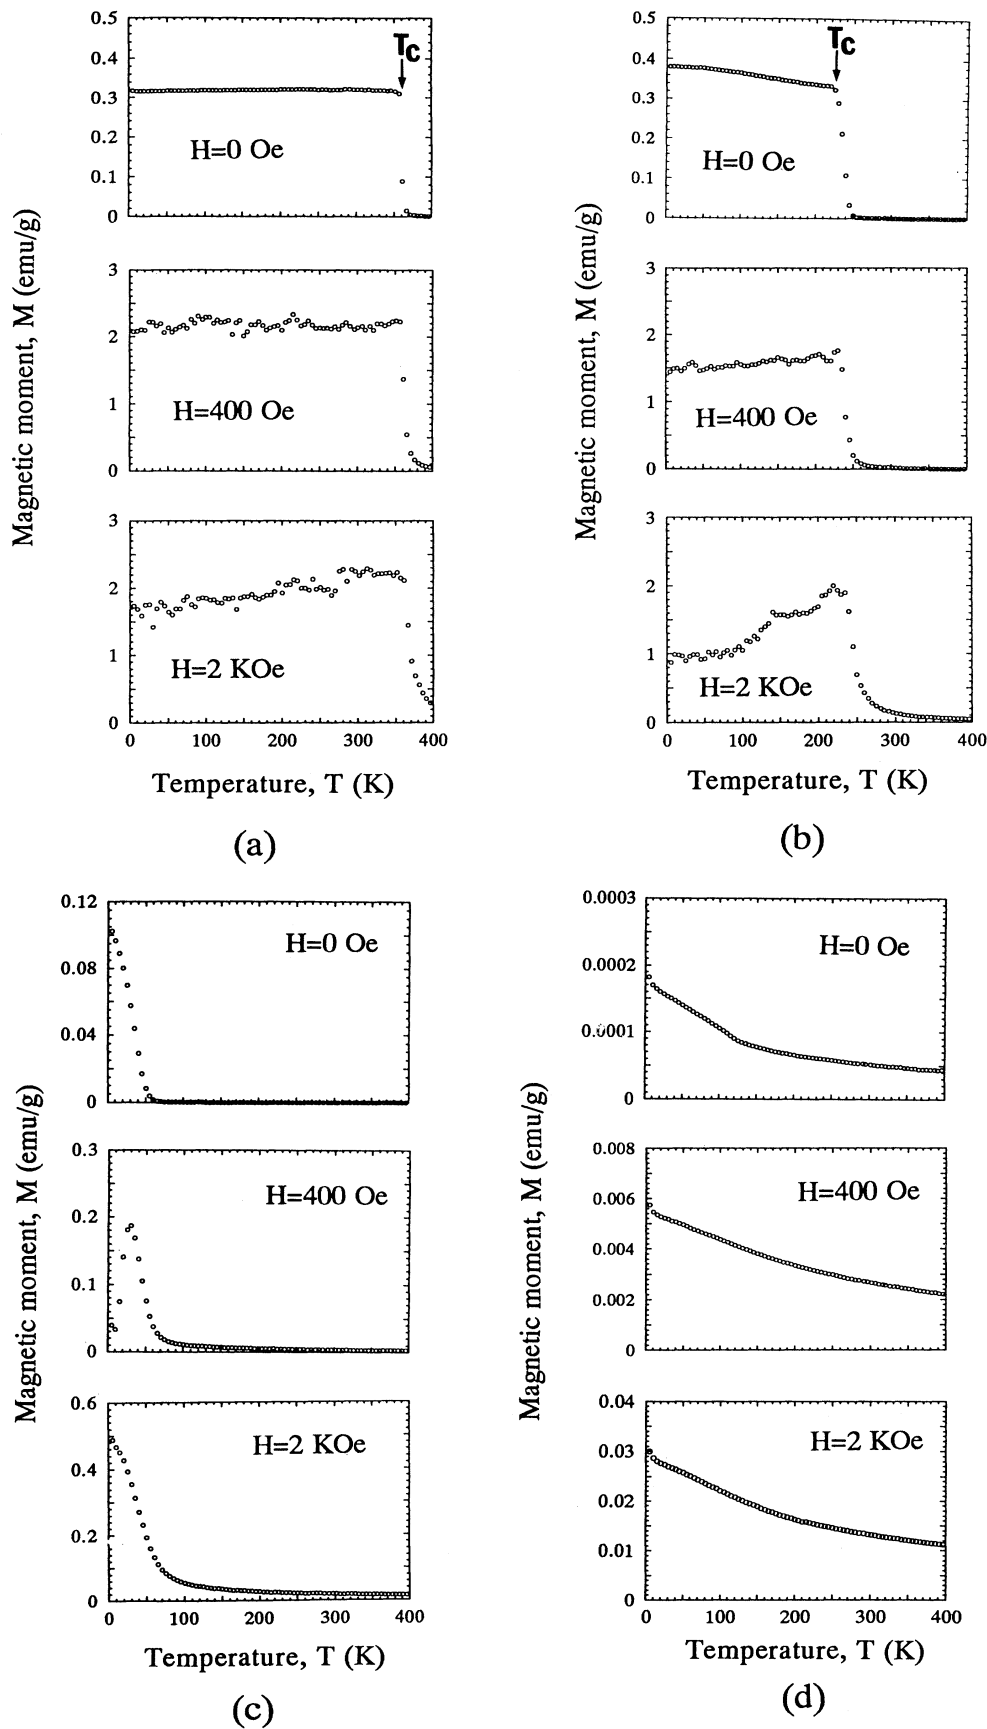 0.5
0.4
0.3
0.2
0.1
0
Tc
H=0 Oe
3
2
1
0
H=400 Oe
3
2
1
0
H=2 KOe
0 100 200 300 400
Magnetic moment, M (emu/g)
Temperature, T (K)
(a)
0.5
0.4
0.3
0.2
0.1
0
Tc
H=0 Oe
3
2
1
0
H=400 Oe
3
2
1
0
H=2 KOe
0 100 200 300 400
Magnetic moment, M (emu/g)
Temperature, T (K)
(b)
0.12
0.08
0.04
0
H=0 Oe
0.3
0.2
0.1
0
H=400 Oe
0.6
0.4
0.2
0
H=2 KOe
0 100 200 300 400
Magnetic moment, M (emu/g)
Temperature, T (K)
(c)
0.0003
0.0002
0.0001
0
H=0 Oe
0.008
0.006
0.004
0.002
0
H=400 Oe
0.04
0.03
0.02
0.01
0
H=2 KOe
0 100 200 300 400
Magnetic moment, M (emu/g)
Temperature, T (K)
(d)